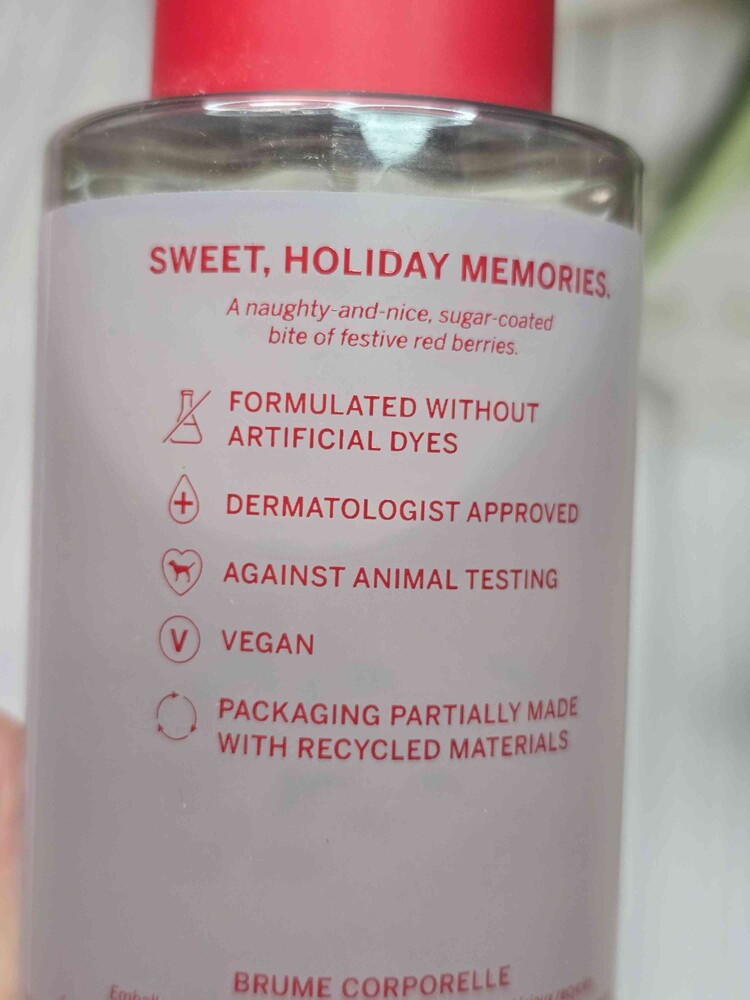 SWEET, HOLIDAY MEMORIES.
A naughty-and-nice, sugar-coated
bite of festive red berries.
FORMULATED WITHOUT
ARTIFICIAL DYES
DERMATOLOGIST APPROVED
AGAINST ANIMAL TESTING
V VEGAN
PACKAGING PARTIALLY MADE
WITH RECYCLED MATERIALS
BRUME CORPORELLE